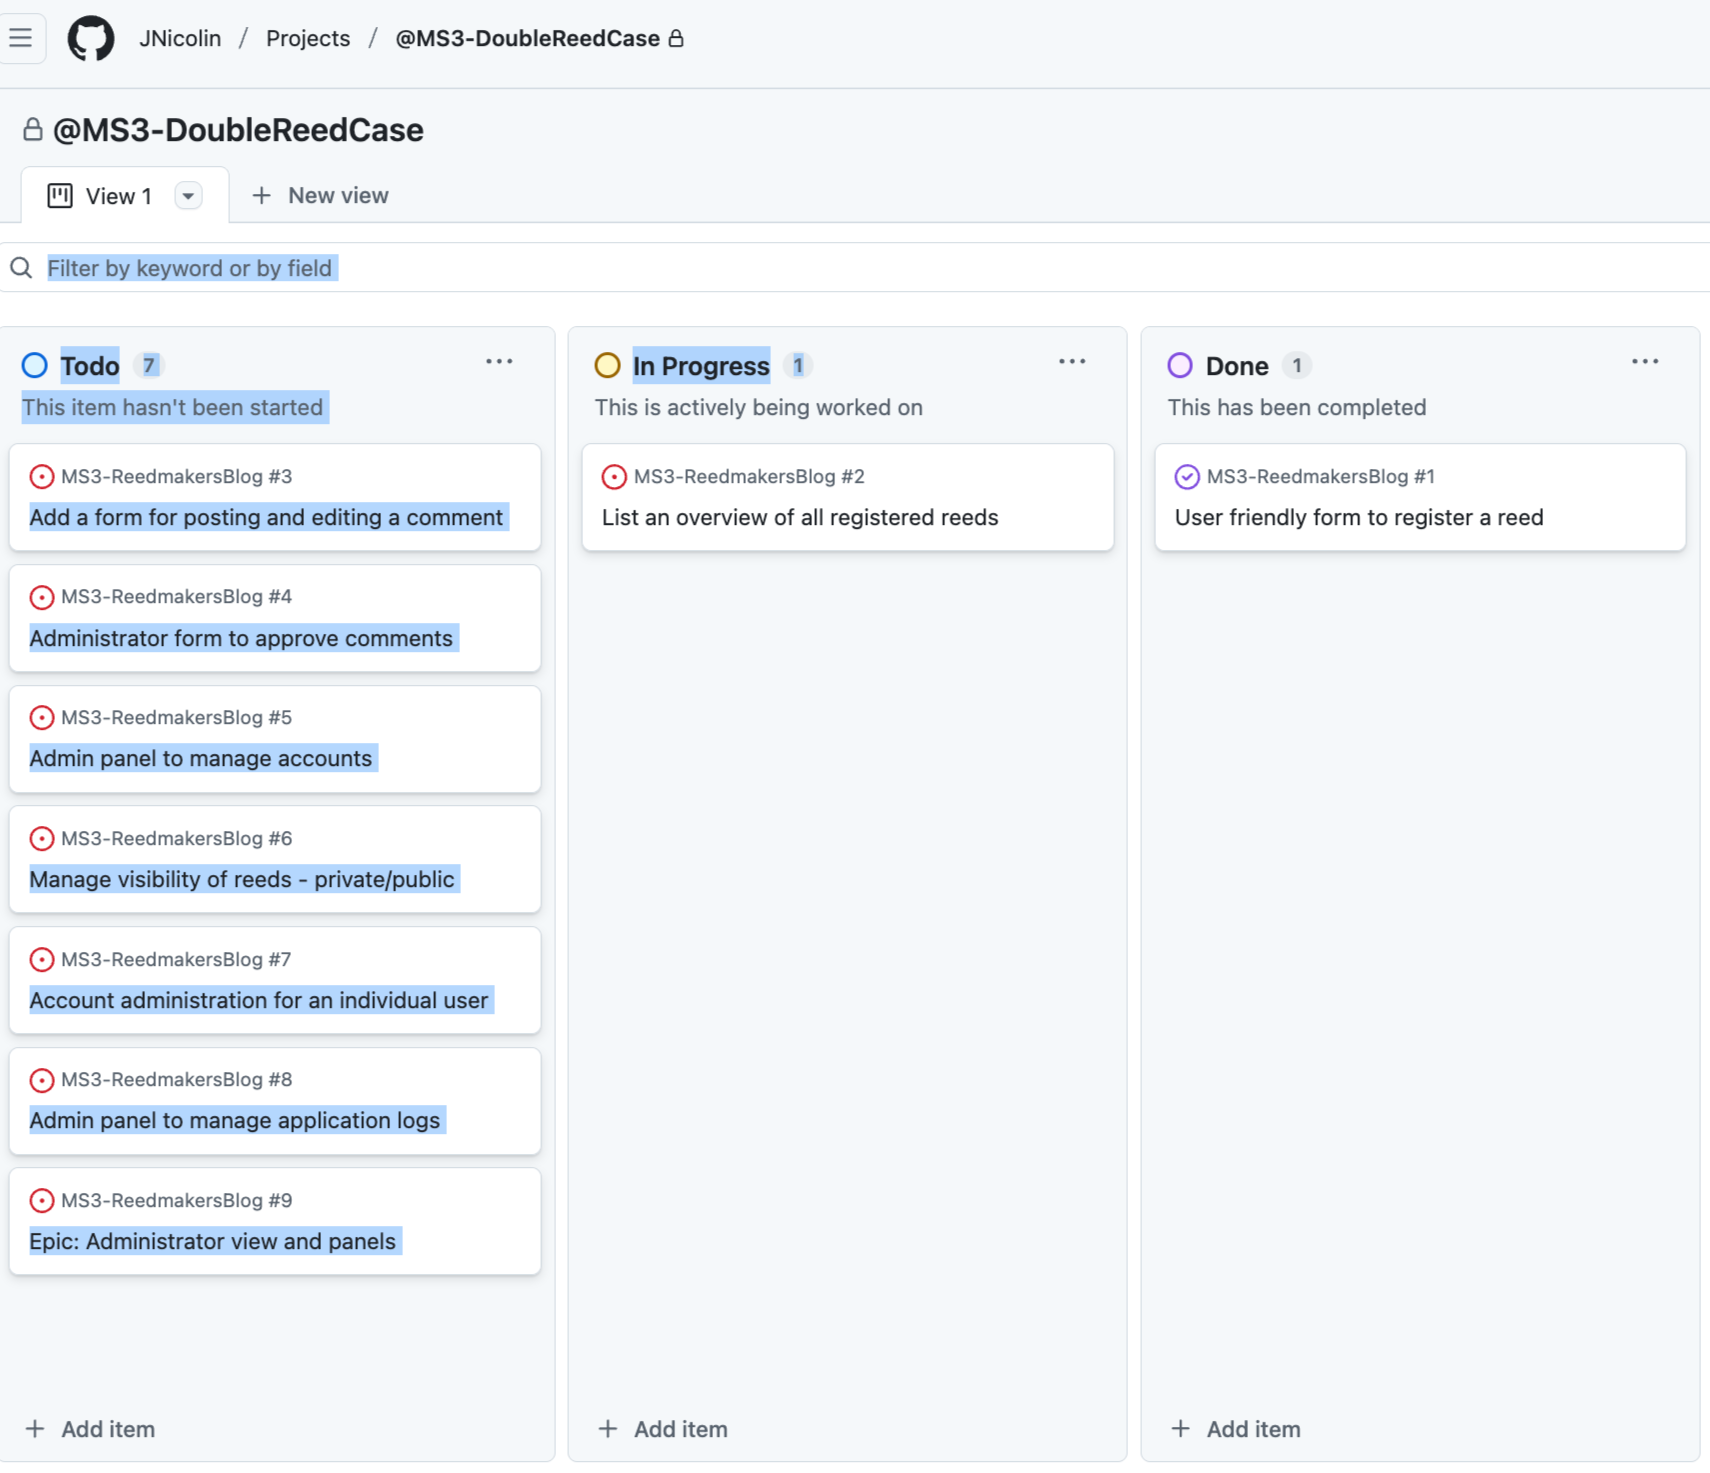 JNicolin / Projects / @MS3-DoubleReedCase
@MS3-DoubleReedCase
View 1
+ New view
Filter by keyword or by field
Todo 7
This item hasn't been started
MS3-ReedmakersBlog #3
Add a form for posting and editing a comment
MS3-ReedmakersBlog #4
Administrator form to approve comments
MS3-ReedmakersBlog #5
Admin panel to manage accounts
MS3-ReedmakersBlog #6
Manage visibility of reeds - private/public
MS3-ReedmakersBlog #7
Account administration for an individual user
MS3-ReedmakersBlog #8
Admin panel to manage application logs
MS3-ReedmakersBlog #9
Epic: Administrator view and panels
+ Add item
In Progress 1
This is actively being worked on
MS3-ReedmakersBlog #2
List an overview of all registered reeds
+ Add item
Done 1
This has been completed
MS3-ReedmakersBlog #1
User friendly form to register a reed
+ Add item